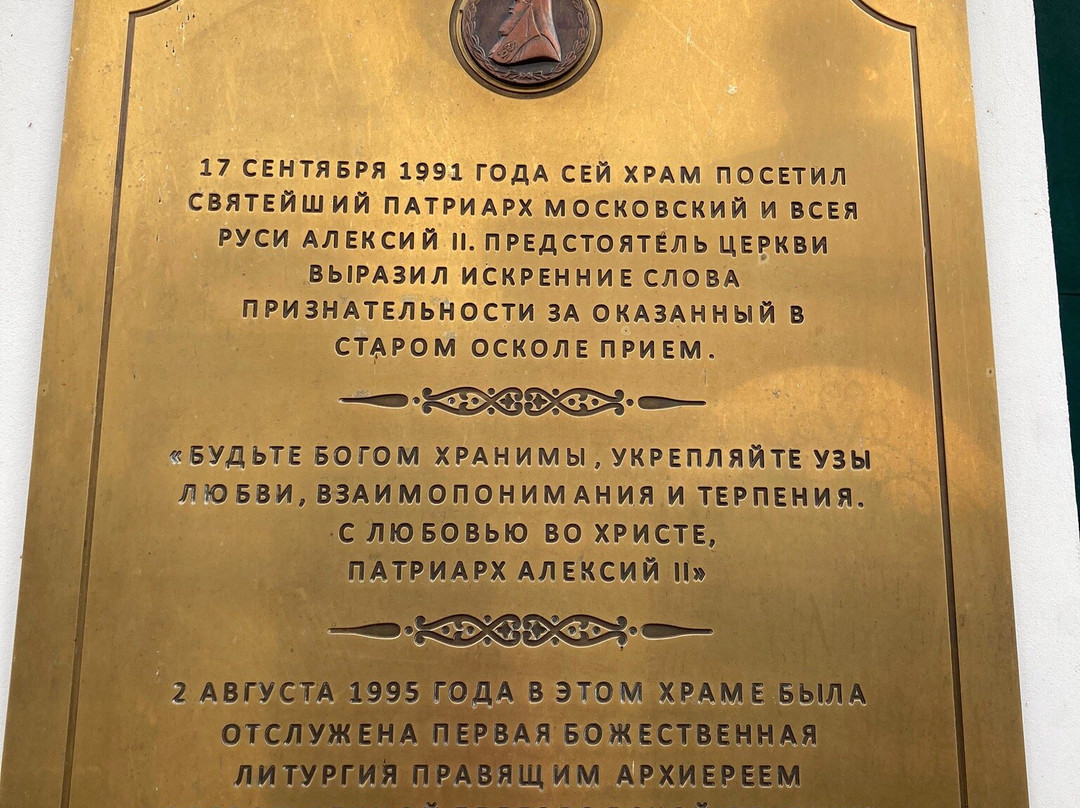 17 СЕНТЯБРЯ 1991 ГОДА СЕЙ ХРАМ ПОСЕТИЛ
СВЯТЕЙШИЙ ПАТРИАРХ МОСКОВСКИЙ И ВСЕЯ
РУСИ АЛЕКСИЙ II. ПРЕДСТОЯТЕЛЬ ЦЕРКВИ
ВЫРАЗИЛ ИСКРЕННИЕ СЛОВА
ПРИЗНАТЕЛЬНОСТИ ЗА ОКАЗАННЫЙ В
СТАРОМ ОСКОЛЕ ПРИЕМ.
«БУДЬТЕ БОГОМ ХРАНИМЫ, УКРЕПЛЯЙТЕ УЗЫ
ЛЮБВИ, ВЗАИМОПОНИМАНИЯ И ТЕРПЕНИЯ.
С ЛЮБОВЬЮ ВО ХРИСТЕ,
ПАТРИАРХ АЛЕКСИЙ II»
2 АВГУСТА 1995 ГОДА В ЭТОМ ХРАМЕ БЫЛА
ОТСЛУЖЕНА ПЕРВАЯ БОЖЕСТВЕННАЯ
ЛИТУРГИЯ ПРАВЯЩИМ АРХИЕРЕЕМ